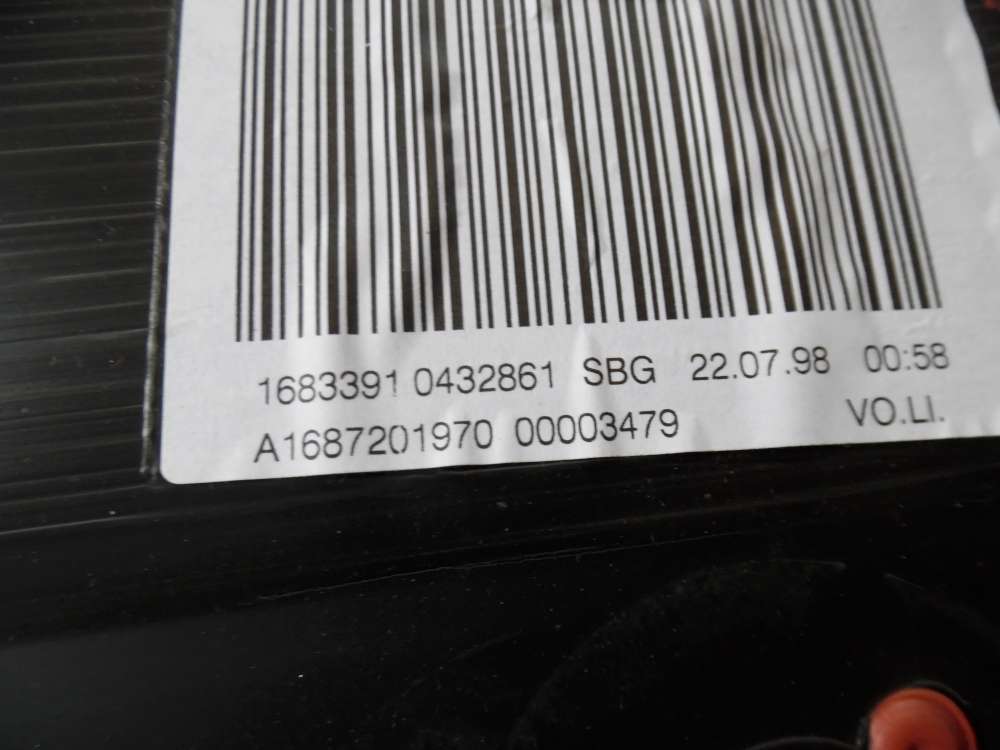 1683391 0432861 SBG 22.07.98 00:58
A1687201970 00003479 VO.LI.